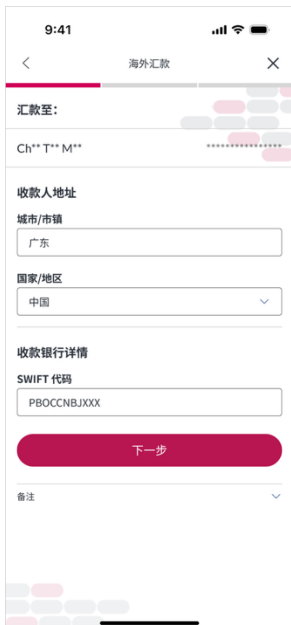 9:41
海外汇款
汇款至：
Ch** T** M** ****************
收款人地址
城市/市镇
广东
国家/地区
中国
收款银行详情
SWIFT 代码
PBOCCNBJXXX
下一步
备注